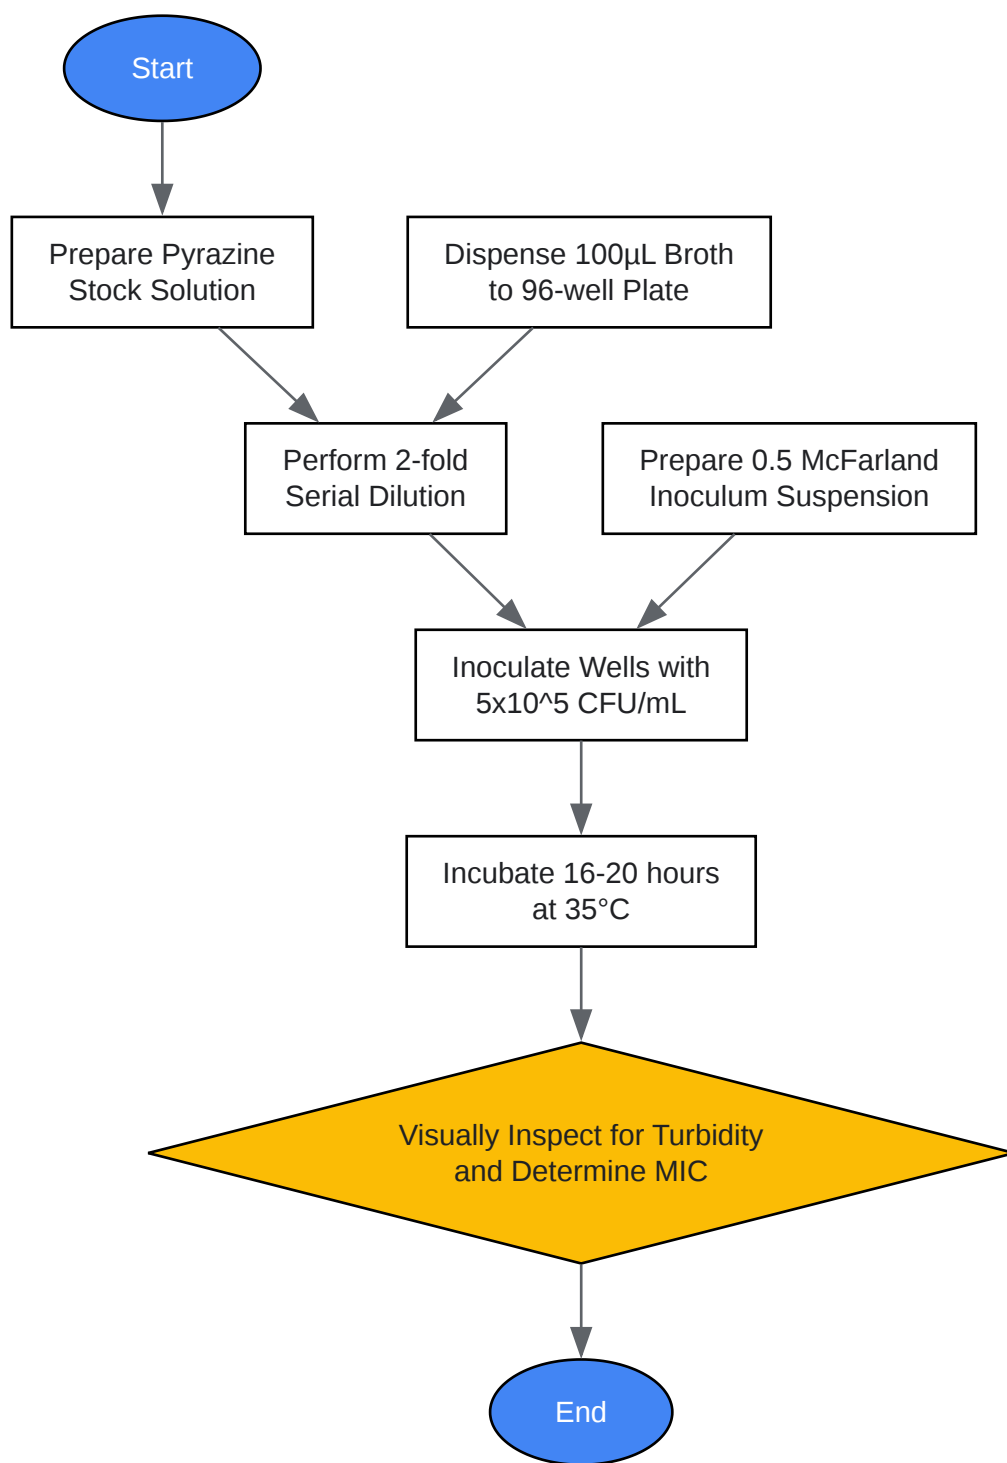 Start
Prepare Pyrazine
Stock Solution
Dispense 100µL Broth
to 96-well Plate
Perform 2-fold
Serial Dilution
Prepare 0.5 McFarland
Inoculum Suspension
Inoculate Wells with
5x10^5 CFU/mL
Incubate 16-20 hours
at 35°C
Visually Inspect for Turbidity
and Determine MIC
End